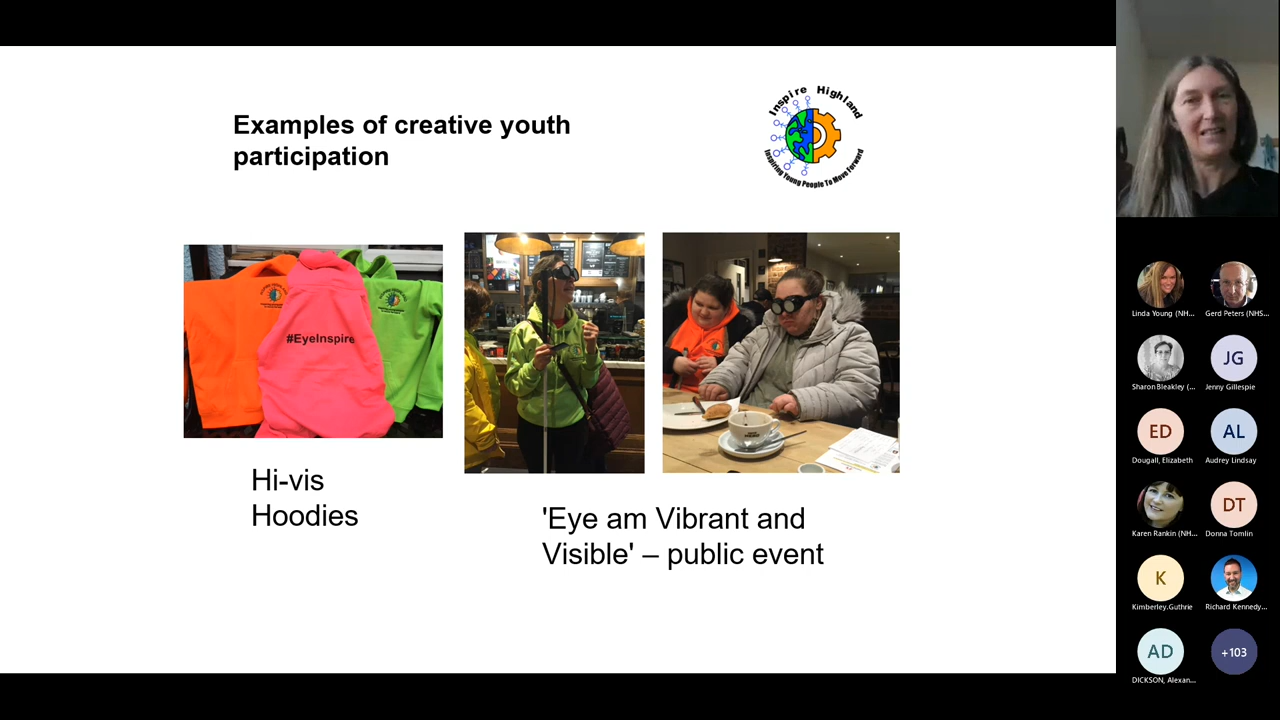 Examples of creative youth
participation
Inspire Highland
Inspiring Young People To Move Forward
#EyeInspire
Hi-vis
Hoodies
'Eye am Vibrant and
Visible' – public event
Linda Young (NH...
Gerd Peters (NHS...
Sharon Bleakley (...
JG
Jenny Gillespie
ED
Dougall, Elizabeth
AL
Audrey Lindsay
Karen Rankin (NH...
DT
Donna Tomlin
K
Kimberley.Guthrie
Richard Kennedy...
AD
DICKSON, Alexan...
+103